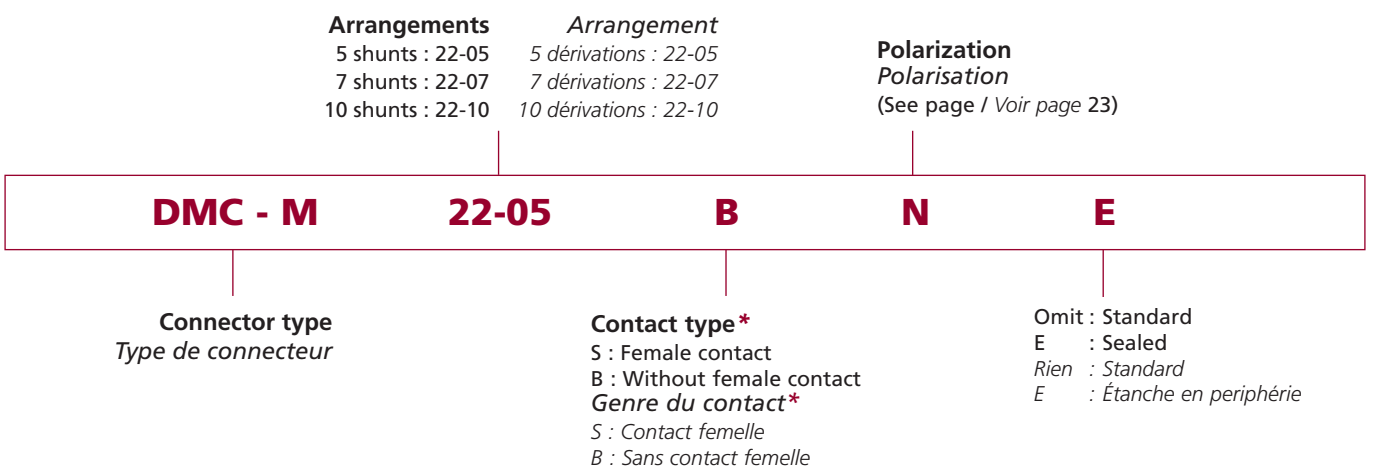 Arrangements
5 shunts : 22-05
7 shunts : 22-07
10 shunts : 22-10
Arrangement
5 dérivations : 22-05
7 dérivations : 22-07
10 dérivations : 22-10
Polarization
Polarisation
(See page / Voir page 23)
DMC - M 22-05 B N E
Connector type
Type de connecteur
Contact type*
S : Female contact
B : Without female contact
Genre du contact*
S : Contact femelle
B : Sans contact femelle
Omit : Standard
E : Sealed
Rien : Standard
E : Étanche en periphérie